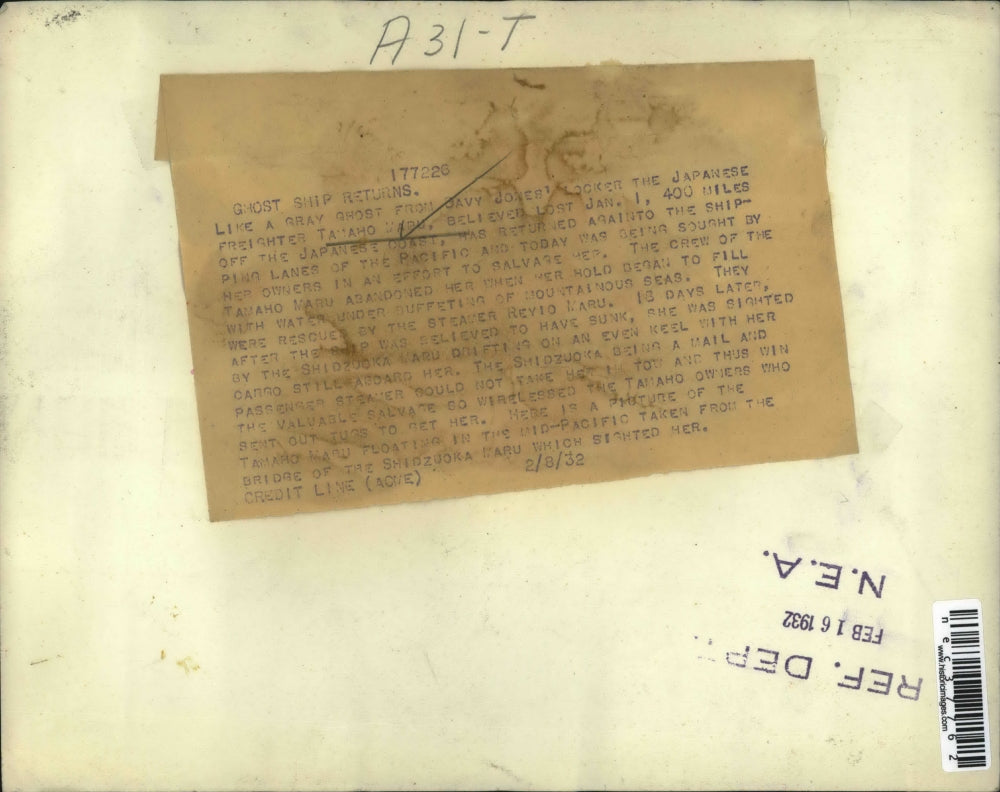 A31-T
177226
GHOST SHIP RETURNS.
LIKE A GRAY GHOST FROM DAVY JONES' LOCKER THE JAPANESE
FREIGHTER TAMAHO MARU, BELIEVED LOST JAN. 1, 400 MILES
OFF THE JAPANESE COAST, HAS RETURNED AGAINTO THE SHIP-
PING LANES OF THE PACIFIC AND TODAY WAS BEING SOUGHT BY
HER OWNERS IN AN EFFORT TO SALVAGE HER. THE CREW OF THE
TAMAHO MARU ABANDONED HER WHEN HER HOLD BEGAN TO FILL
WITH WATER UNDER BUFFETING OF MOUNTAINOUS SEAS. THEY
WERE RESCUED BY THE STEAMER REYIO MARU. 18 DAYS LATER,
AFTER THE SHIP WAS BELIEVED TO HAVE SUNK, SHE WAS SIGHTED
BY THE SHIDZUOKA MARU DRIFTING ON AN EVEN KEEL WITH HER
CARGO STILL ABOARD HER. THE SHIDZUOKA BEING A MAIL AND
PASSENGER STEAMER COULD NOT TAKE HER IN TOW AND THUS WIN
THE VALUABLE SALVAGE SO WIRELESSED THE TAMAHO OWNERS WHO
SENT OUT TUGS TO GET HER. HERE IS A PICTURE OF THE
TAMAHO MARU FLOATING IN THE MID-PACIFIC TAKEN FROM THE
BRIDGE OF THE SHIDZUOKA MARU WHICH SIGHTED HER.
CREDIT LINE (ACME) 2/8/32
N.E.A.
FEB 16 1932
REF. DEPT.
www.historicimages.com